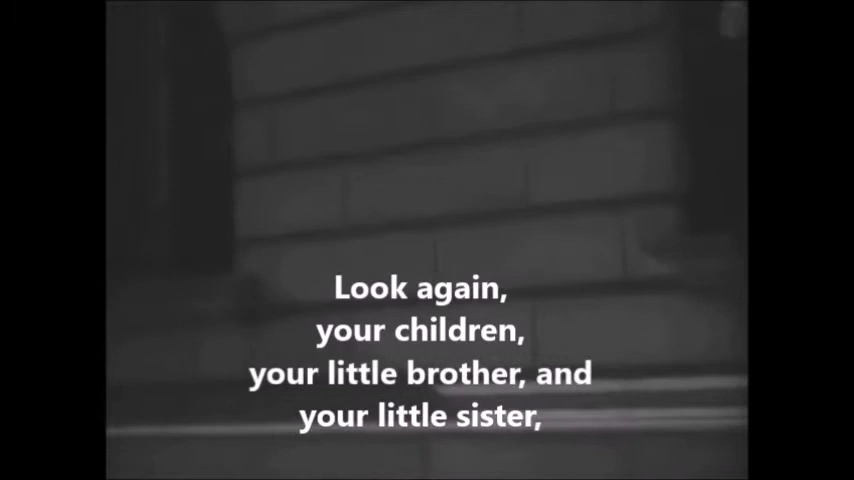 Look again,
your children,
your little brother, and
your little sister,